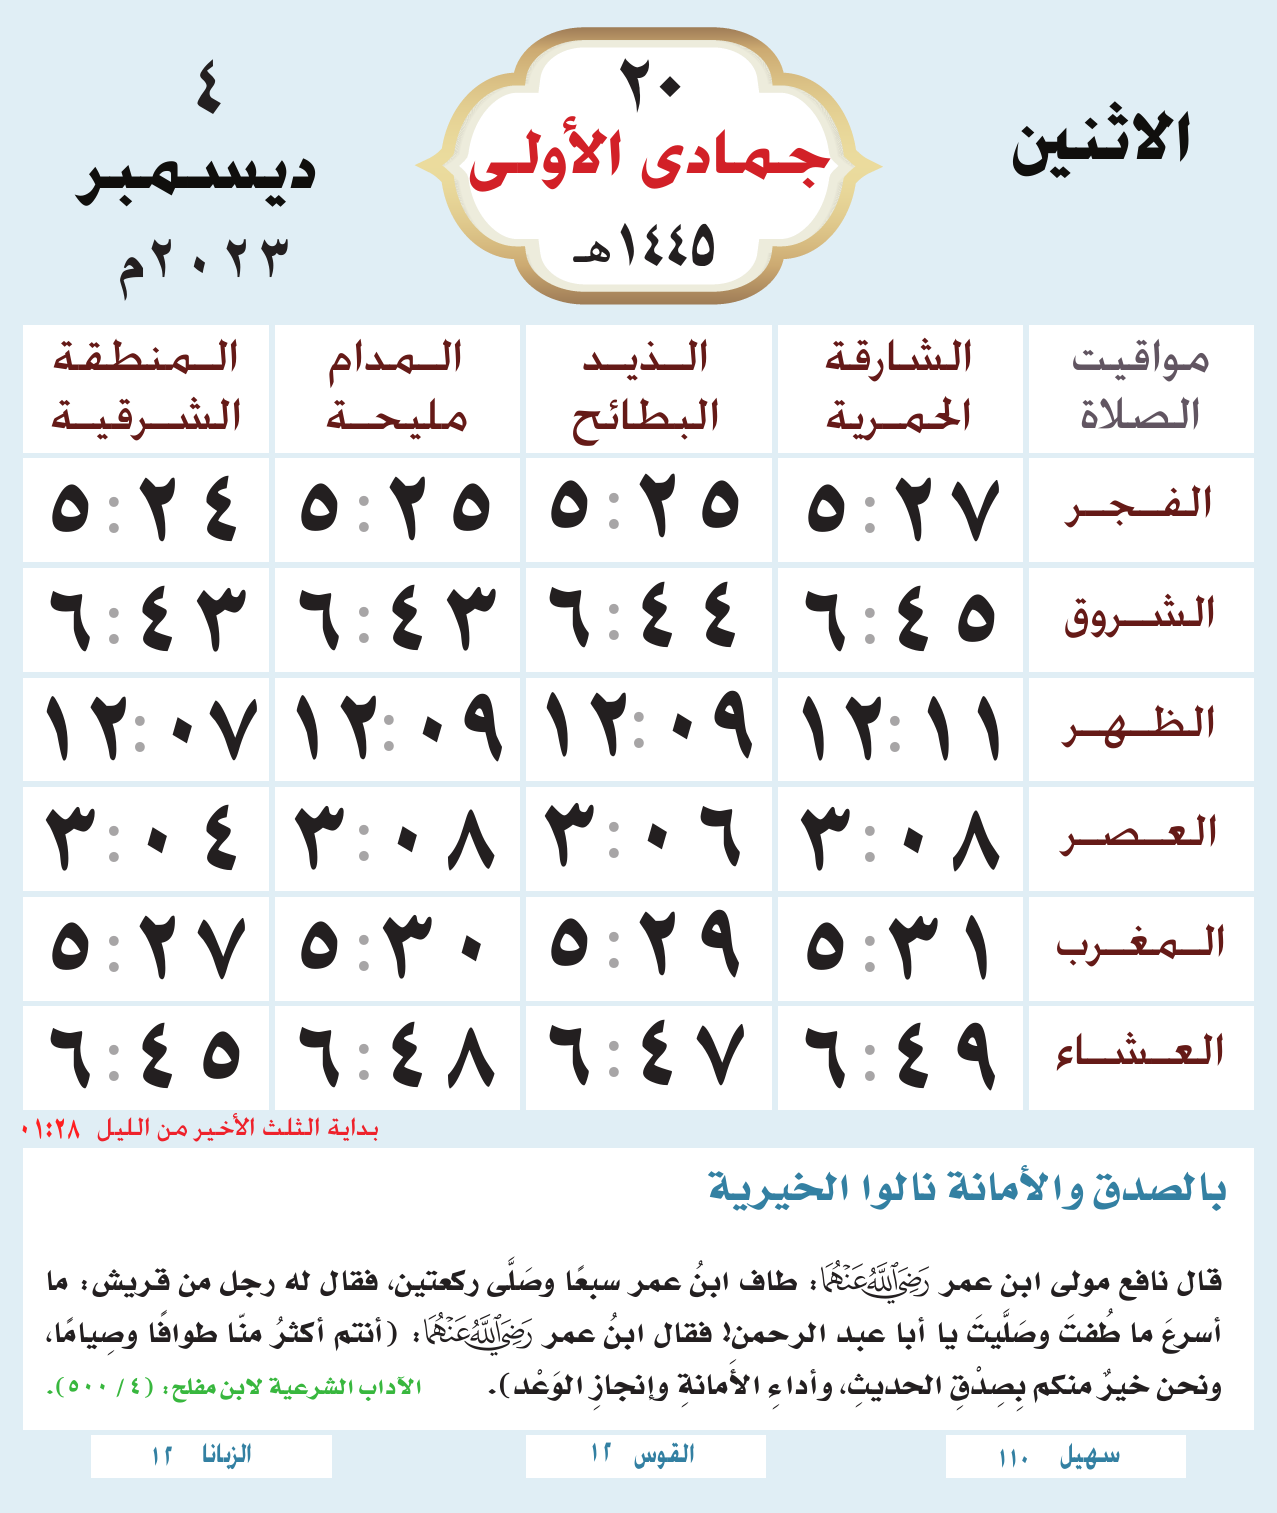 الاثنين
٢٠
جمادى الأولى
١٤٤٥هـ
٤
ديسمبر
٢٠٢٣م
مواقيت الصلاة	الشارقة الحمرية	الذيد البطائح	المدام مليحة	المنطقة الشرقية
الفجر	٥:٢٧	٥:٢٥	٥:٢٥	٥:٢٤
الشروق	٦:٤٥	٦:٤٤	٦:٤٣	٦:٤٣
الظهر	١٢:١١	١٢:٠٩	١٢:٠٩	١٢:٠٧
العصر	٣:٠٨	٣:٠٦	٣:٠٨	٣:٠٤
المغرب	٥:٣١	٥:٢٩	٥:٣٠	٥:٢٧
العشاء	٦:٤٩	٦:٤٧	٦:٤٨	٦:٤٥
بداية الثلث الأخير من الليل ٠١:٢٨
بالصدق والأمانة نالوا الخيرية
قال نافع مولى ابن عمر رَضِيَ اللَّهُ عَنْهُمَا: طاف ابنُ عمر سبعًا وصَلَّى ركعتين، فقال له رجل من قريش: ما
أسرعَ ما طُفتَ وصَلَّيتَ يا أبا عبد الرحمنِ! فقال ابنُ عمر رَضِيَ اللَّهُ عَنْهُمَا: (أنتم أكثرُ منّا طوافًا وصِيامًا،
ونحن خيرٌ منكم بِصِدْقِ الحديثِ، وأداءِ الأمانةِ وإنجازِ الوَعْد). الآداب الشرعية لابن مفلح: (٤ / ٥٠٠).
سهيل ١١٠	القوس ١٢	الزبانا ١٢